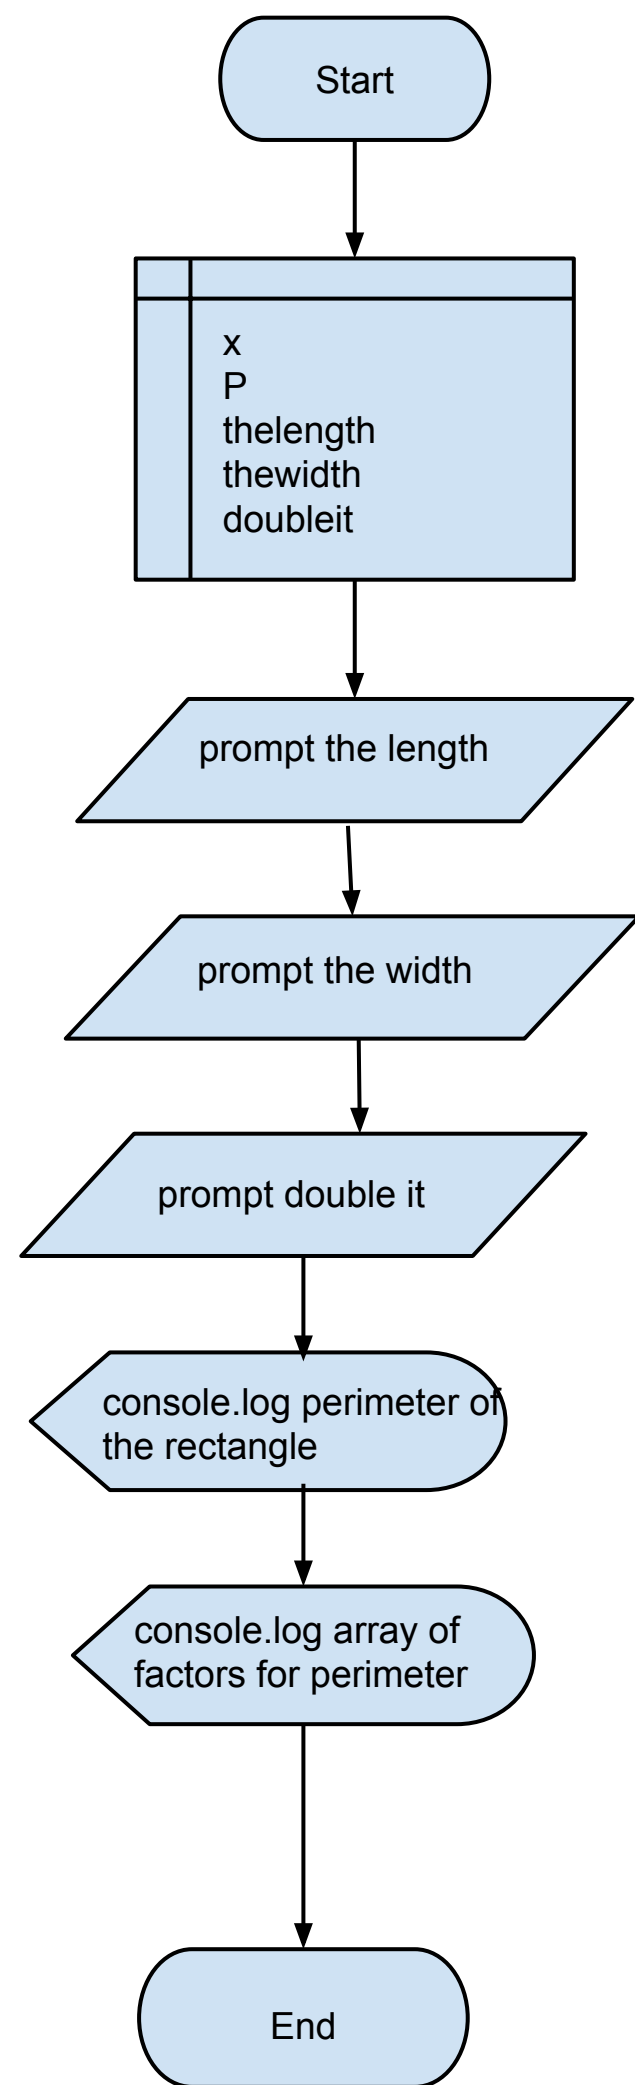 Start
x
P
thelength
thewidth
doubleit
prompt the length
prompt the width
prompt double it
console.log perimeter of
the rectangle
console.log array of
factors for perimeter
End